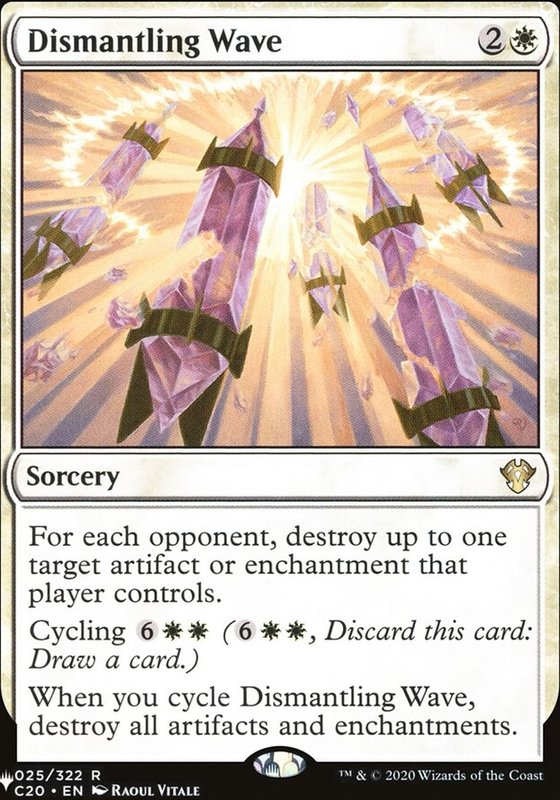 Dismantling Wave 2
Sorcery
For each opponent, destroy up to one
target artifact or enchantment that
player controls.
Cycling 6 (6, Discard this card:
Draw a card.)
When you cycle Dismantling Wave,
destroy all artifacts and enchantments.
025/322 R
C20 • EN Raoul Vitale
™ & © 2020 Wizards of the Coast